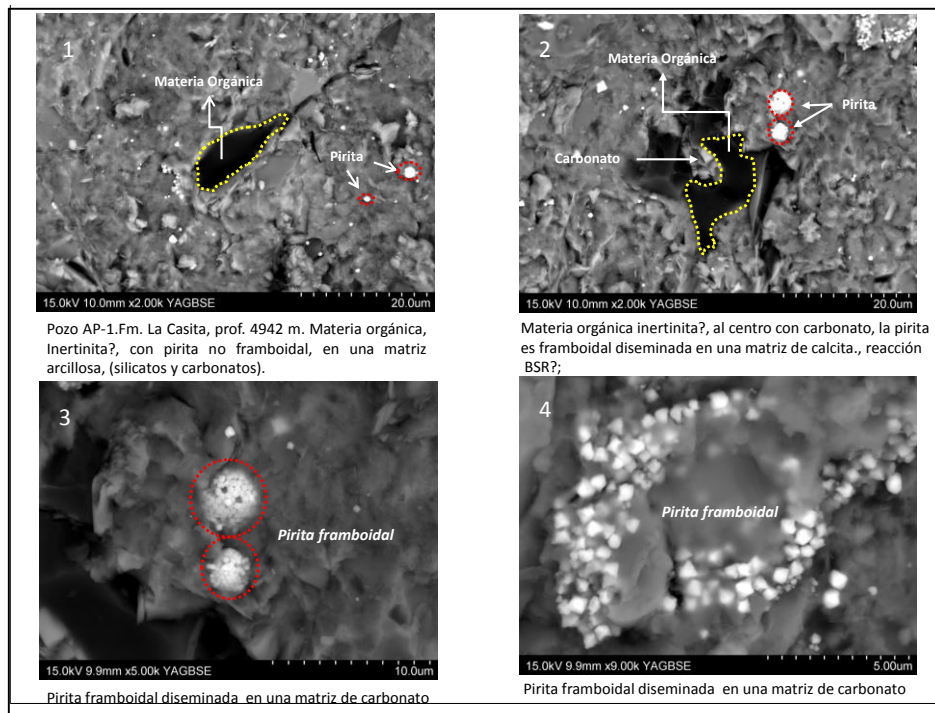 1
Materia Orgánica
Pirita
15.0kV 10.0mm x2.00k YAGBSE 20.0um
Pozo AP-1.Fm. La Casita, prof. 4942 m. Materia orgánica,
Inertinita?, con pirita no framboidal, en una matriz
arcillosa, (silicatos y carbonatos).
2
Materia Orgánica
Pirita
Carbonato
15.0kV 10.0mm x2.00k YAGBSE 20.0um
Materia orgánica inertinita?, al centro con carbonato, la pirita
es framboidal diseminada en una matriz de calcita., reacción
BSR?;
3
Pirita framboidal
15.0kV 9.9mm x5.00k YAGBSE 10.0um
Pirita framboidal diseminada en una matriz de carbonato
4
Pirita framboidal
15.0kV 9.9mm x9.00k YAGBSE 5.00um
Pirita framboidal diseminada en una matriz de carbonato